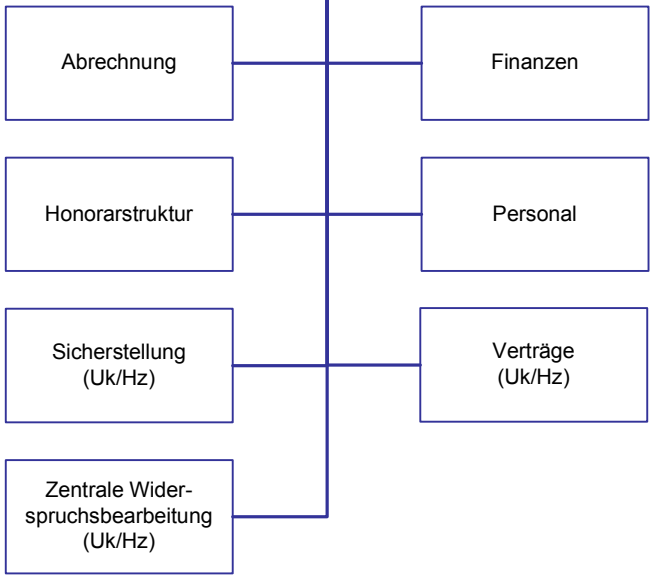 Abrechnung
Finanzen
Honorarstruktur
Personal
Sicherstellung
(Uk/Hz)
Verträge
(Uk/Hz)
Zentrale Wider-
spruchsbearbeitung
(Uk/Hz)